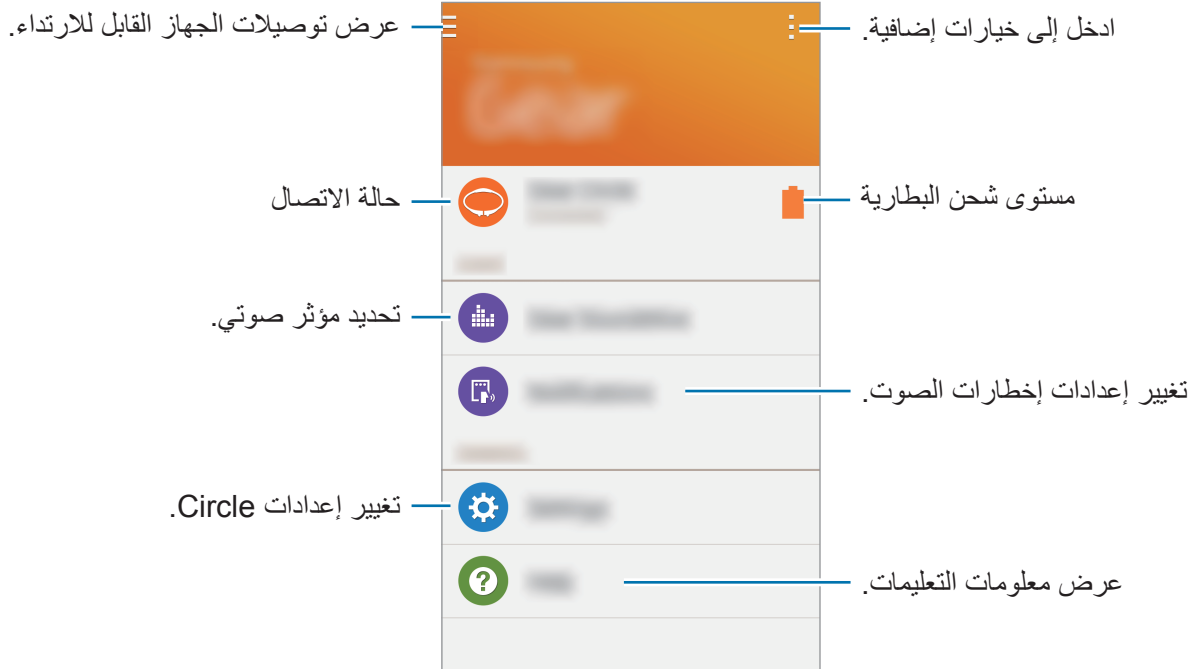 عرض توصيلات الجهاز القابل للارتداء.
ادخل إلى خيارات إضافية.
Gear
حالة الاتصال
مستوى شحن البطارية
تحديد مؤثر صوتي.
تغيير إعدادات إخطارات الصوت.
تغيير إعدادات Circle.
عرض معلومات التعليمات.